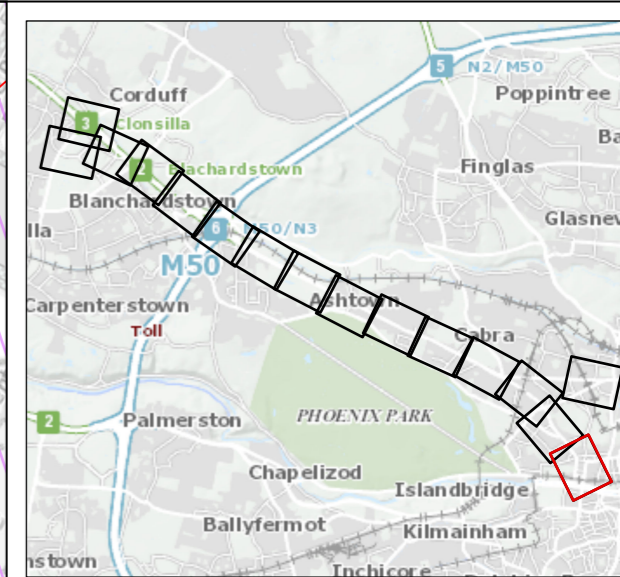 5
N2/M50
Corduff
Poppintree
3
Clonsilla
Ba
2
Blachardstown
Finglas
Blanchardstown
Glasnev
lla
6
M50/N3
M50
Carpenterstown
Ashtown
Toll
Cabra
2
Palmerston
PHOENIX PARK
Chapelizod
Islandbridge
Ballyfermot
Kilmainham
nstown
Inchicore